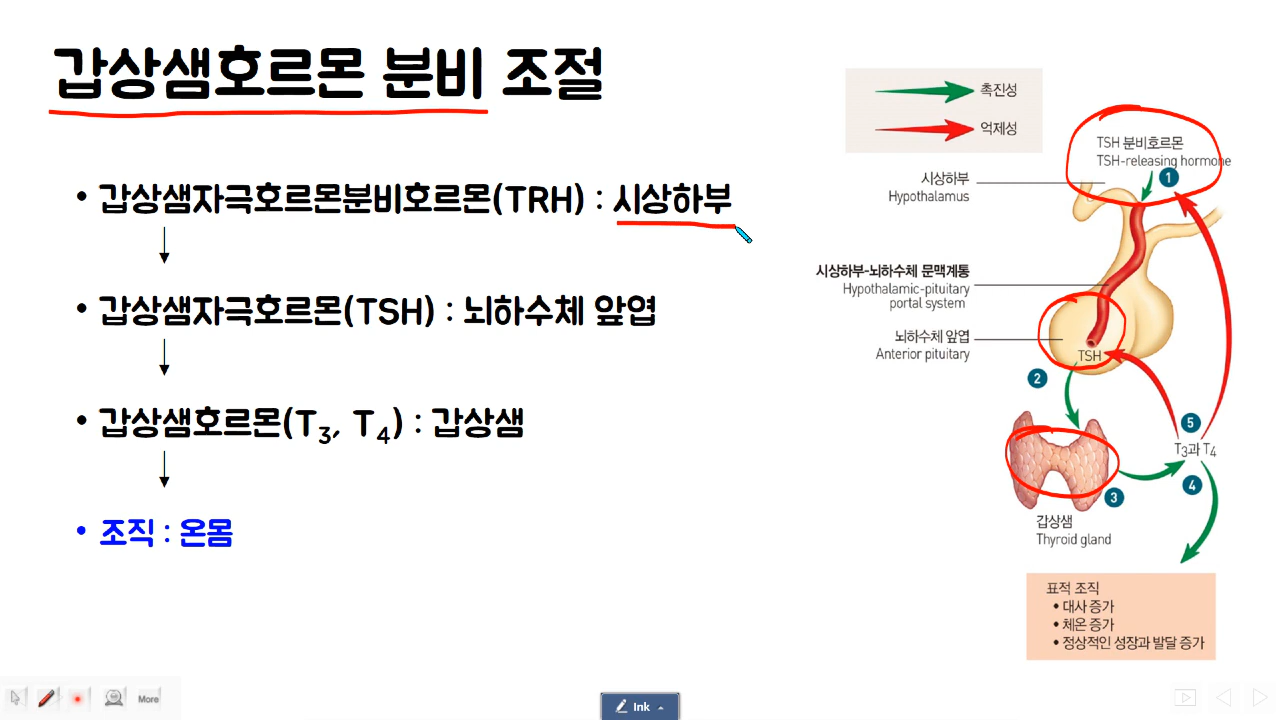 갑상샘호르몬 분비 조절
• 갑상샘자극호르몬분비호르몬(TRH) : 시상하부
• 갑상샘자극호르몬(TSH) : 뇌하수체 앞엽
• 갑상샘호르몬(T₃, T₄) : 갑상샘
• 조직 : 온몸
촉진성
억제성
TSH 분비호르몬
TSH-releasing hormone
1
시상하부
Hypothalamus
시상하부-뇌하수체 문맥계통
Hypothalamic-pituitary
portal system
뇌하수체 앞엽
Anterior pituitary
TSH
2
5
T₃과 T₄
4
3
갑상샘
Thyroid gland
표적 조직
• 대사 증가
• 체온 증가
• 정상적인 성장과 발달 증가
More
Ink